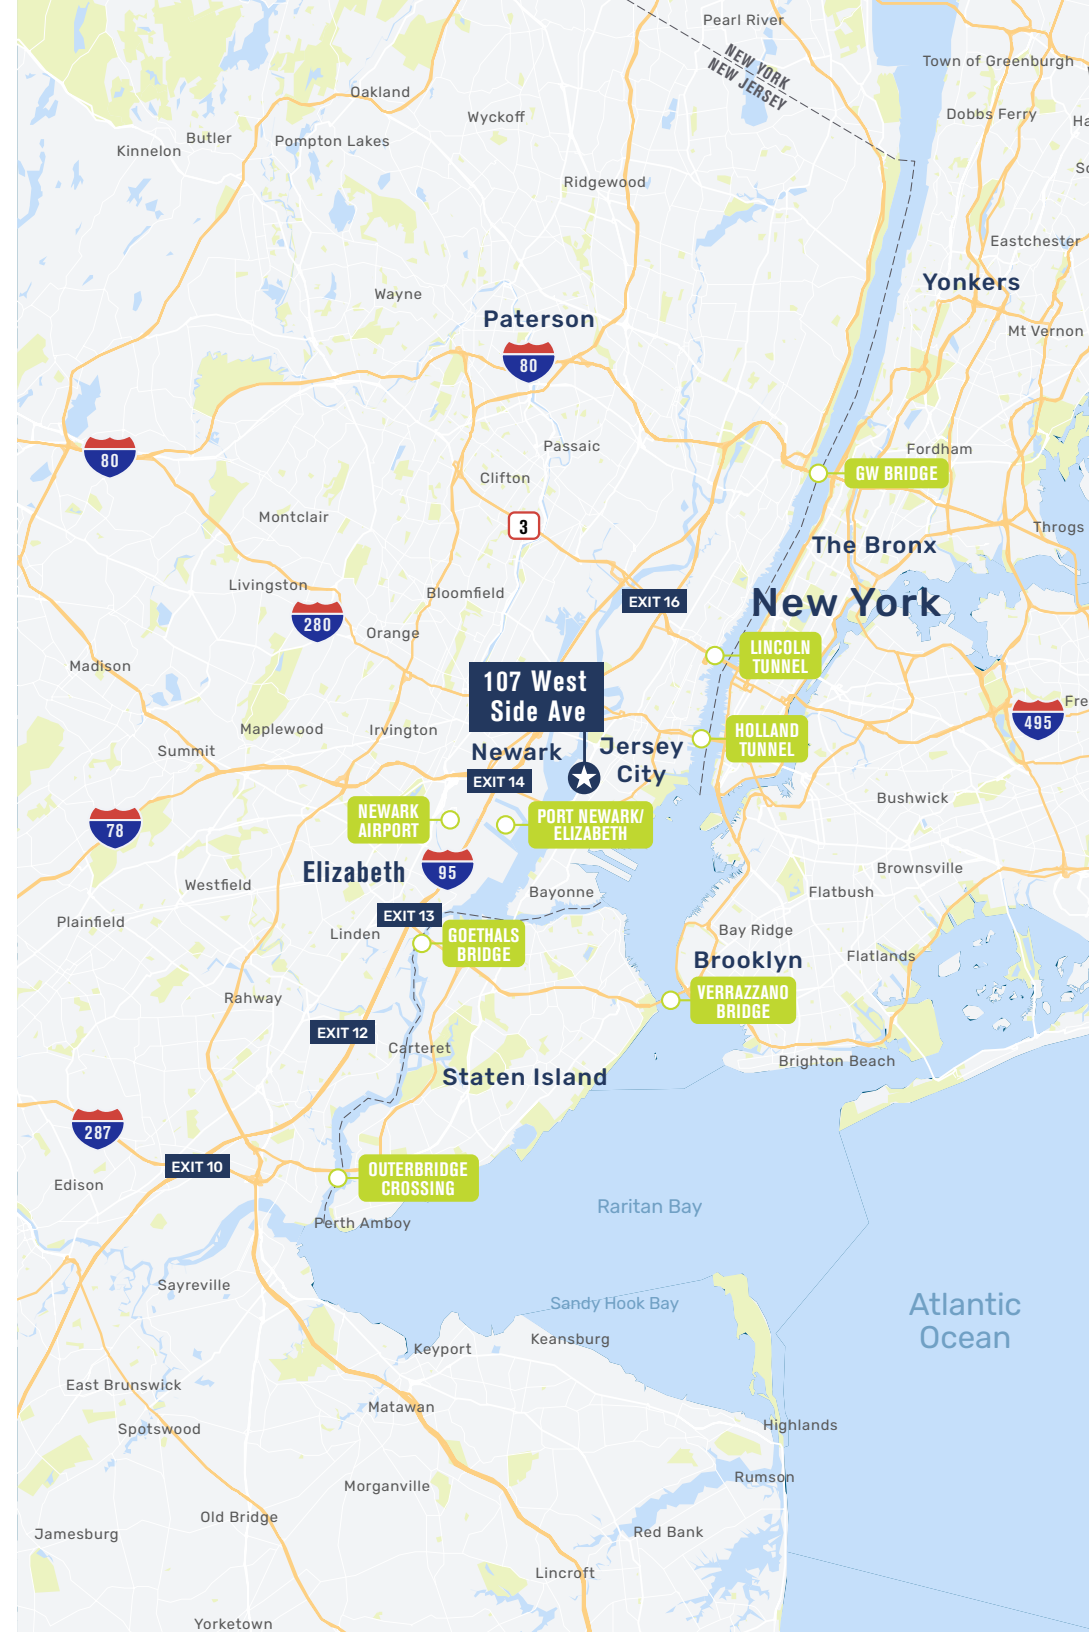 Pearl River
NEW YORK
NEW JERSEY
Town of Greenburgh
Oakland
Wyckoff
Dobbs Ferry
Ha
Butler
Pompton Lakes
Kinnelon
Ridgewood
Sc
Eastchester
Yonkers
Wayne
Paterson
Mt Vernon
80
Passaic
Fordham
80
GW BRIDGE
Clifton
Montclair
3
Throgs
The Bronx
Livingston
Bloomfield
EXIT 16
New York
280
Orange
LINCOLN
TUNNEL
Madison
107 West
Side Ave
Fre
495
Maplewood
Irvington
HOLLAND
TUNNEL
Summit
Newark
Jersey
City
EXIT 14
Bushwick
NEWARK
AIRPORT
PORT NEWARK/
ELIZABETH
78
Elizabeth
95
Brownsville
Westfield
Bayonne
Flatbush
Plainfield
EXIT 13
Linden
GOETHALS
BRIDGE
Bay Ridge
Brooklyn
Flatlands
Rahway
VERRAZZANO
BRIDGE
EXIT 12
Carteret
Brighton Beach
Staten Island
287
EXIT 10
OUTERBRIDGE
CROSSING
Edison
Raritan Bay
Perth Amboy
Sayreville
Sandy Hook Bay
Atlantic
Ocean
Keansburg
Keyport
East Brunswick
Matawan
Spotswood
Highlands
Rumson
Morganville
Old Bridge
Jamesburg
Red Bank
Lincroft
Yorketown